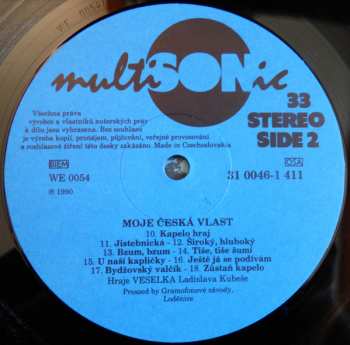 multiSONic
33
STEREO
SIDE 2
Všechna práva
výrobce a vlastníků autorských práv
k dílu jsou vyhrazena. Bez souhlasu
je výroba kopií, pronájem, půjčování, veřejné provozování
a rozhlasové šíření této desky zakázáno. Made in Czechoslovakia
BIEM
OSA
WE 0054
31 0046-1 411
℗ 1990
MOJE ČESKÁ VLAST
10. Kapelo hraj
11. Jistebnická - 12. Široký, hluboký
13. Bzum, brum - 14. Tiše, tiše šumí
15. U naší kapličky - 16. Ještě já se podívám
17. Bydžovský valčík - 18. Zůstaň kapelo
Hraje VESELKA Ladislava Kubeše
Pressed by Gramofonové závody,
Loděnice